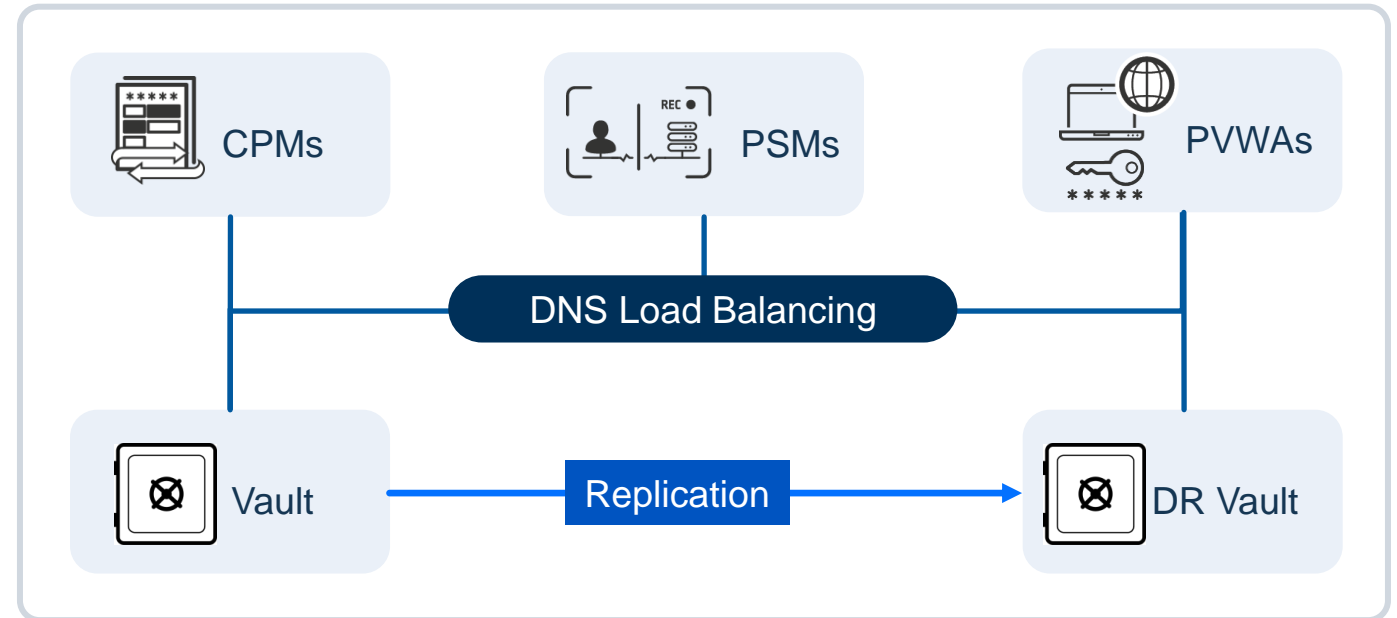 *****
CPMs
REC
PSMs
PVWAs
*****
DNS Load Balancing
Vault
Replication
DR Vault